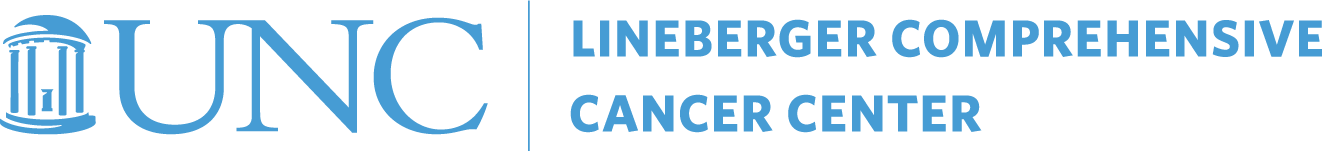 UNC
LINEBERGER COMPREHENSIVE
CANCER CENTER